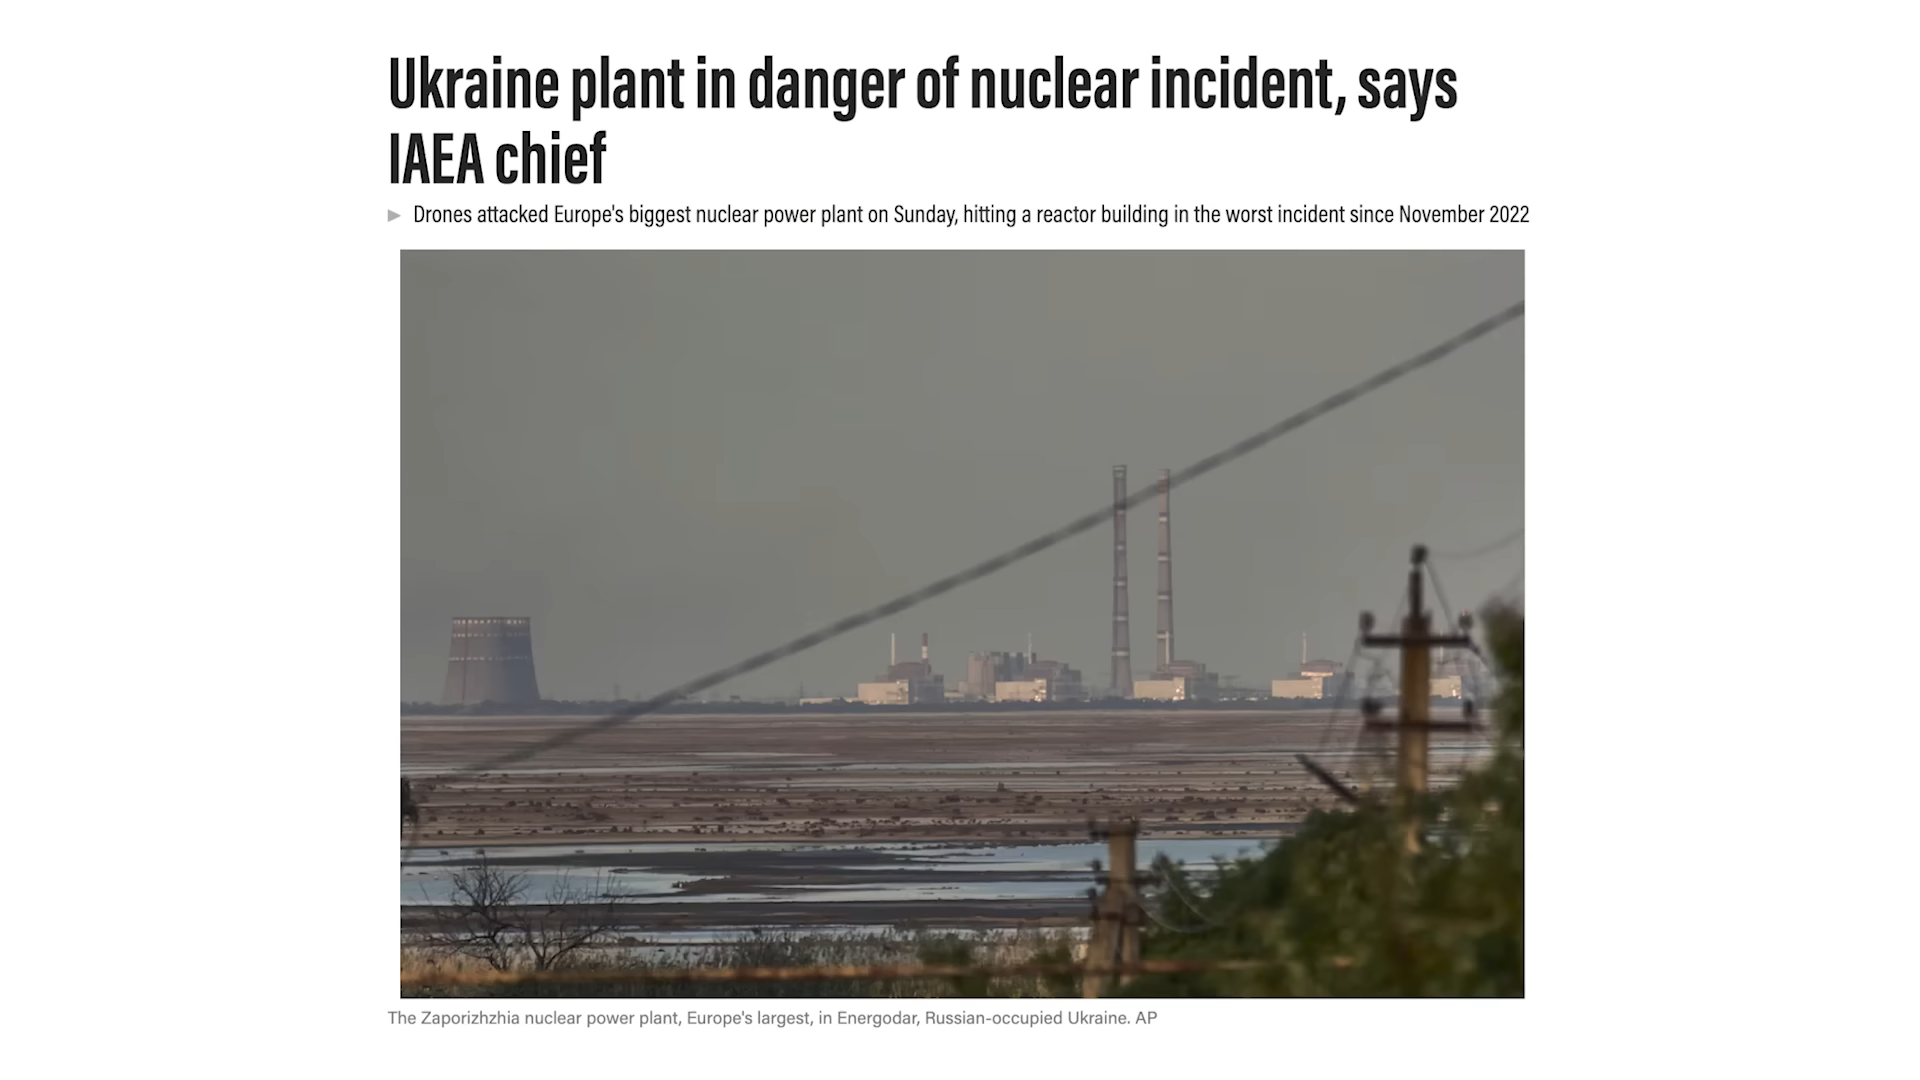 Ukraine plant in danger of nuclear incident, says
IAEA chief
Drones attacked Europe's biggest nuclear power plant on Sunday, hitting a reactor building in the worst incident since November 2022
The Zaporizhzhia nuclear power plant, Europe's largest, in Energodar, Russian-occupied Ukraine. AP